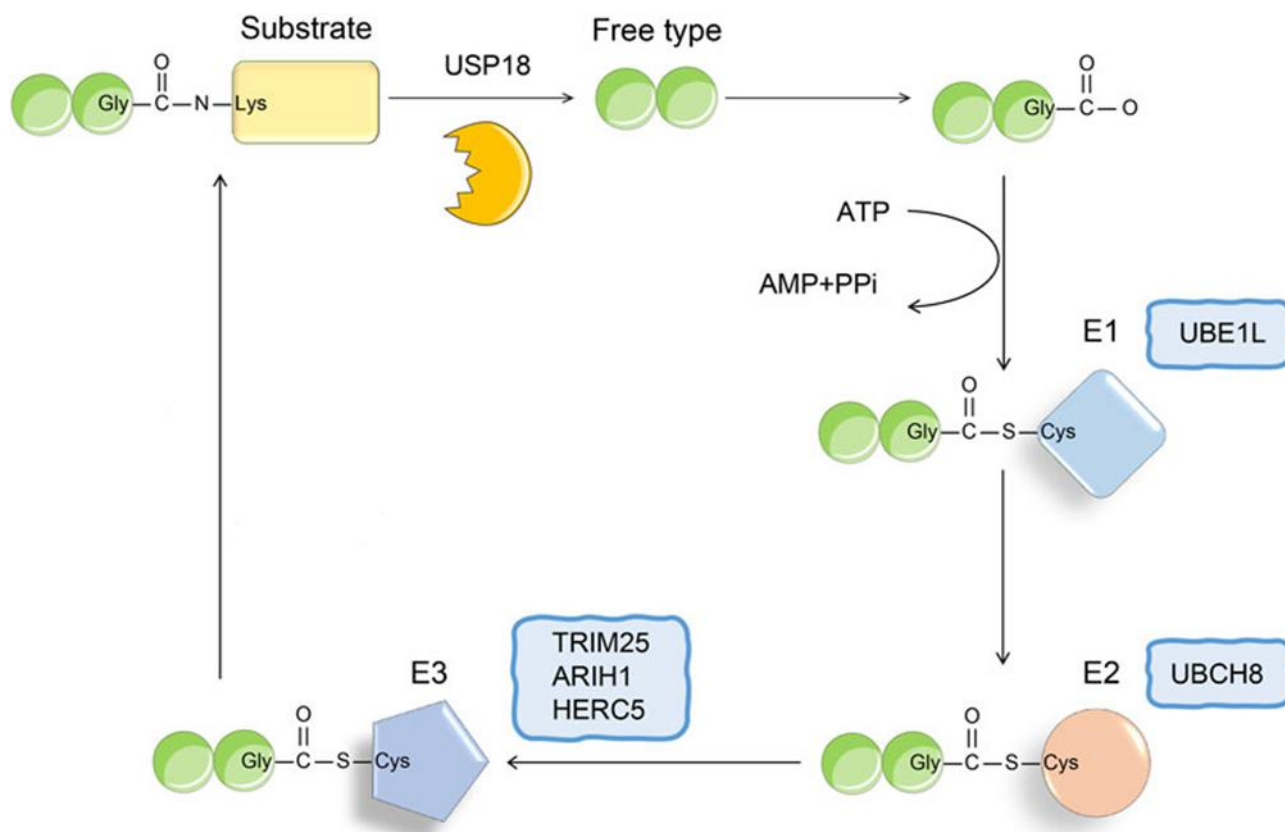 Substrate
Free type
USP18
O
Gly C N Lys
O
Gly C O
ATP
AMP+PPi
E1
UBE1L
O
Gly C S Cys
TRIM25
ARIH1
HERC5
E3
E2
UBCH8
O
Gly C S Cys
O
Gly C S Cys